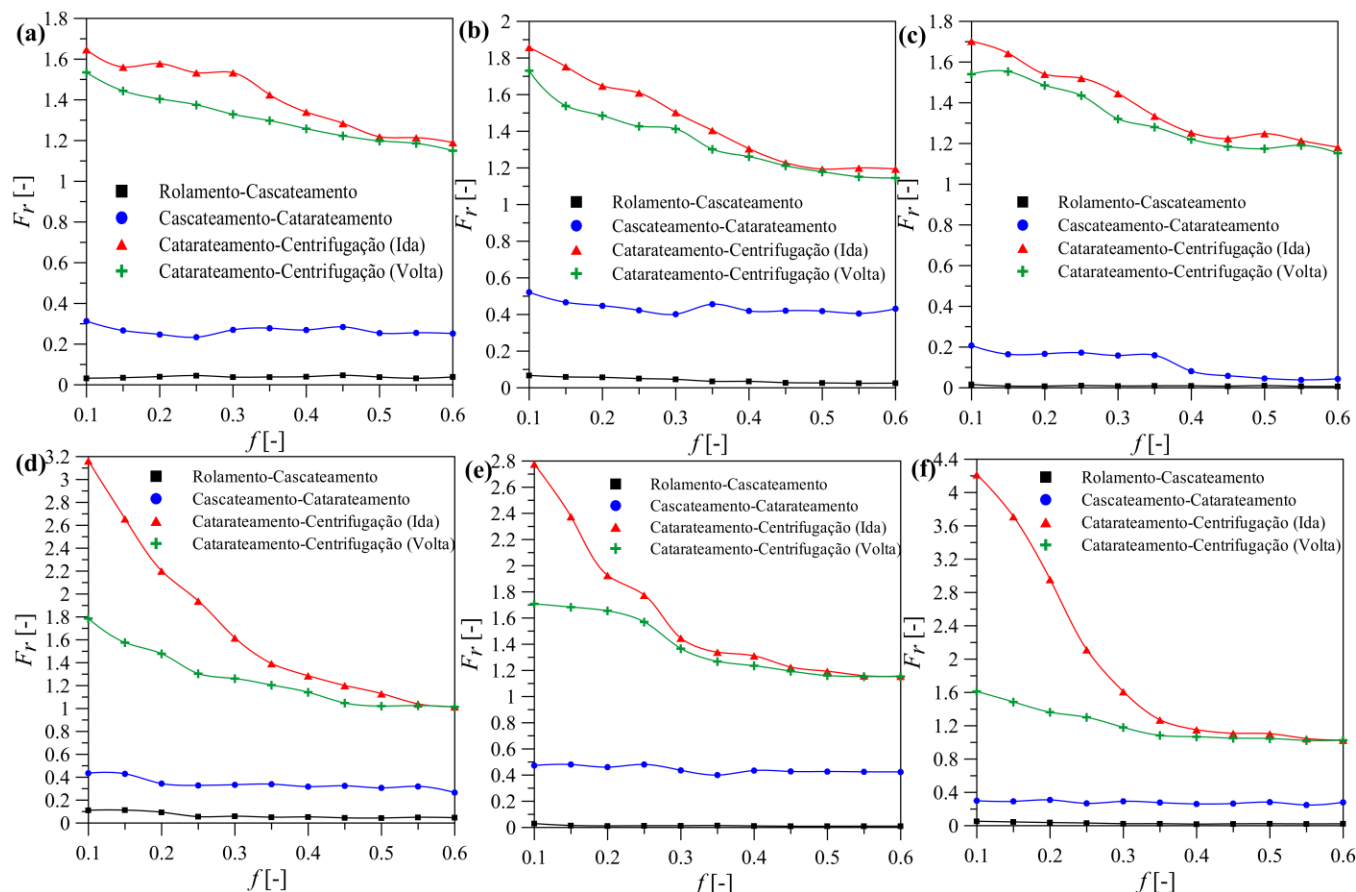 (a)
1.8
1.6
1.4
1.2
1
0.8
0.6
0.4
0.2
0
Fr [-]
Rolamento-Cascateamento
Cascateamento-Catarateamento
Catarateamento-Centrifugação (Ida)
Catarateamento-Centrifugação (Volta)
0.1 0.2 0.3 0.4 0.5 0.6
f [-]
(b)
2
1.8
1.6
1.4
1.2
1
0.8
0.6
0.4
0.2
0
Fr [-]
Rolamento-Cascateamento
Cascateamento-Catarateamento
Catarateamento-Centrifugação (Ida)
Catarateamento-Centrifugação (Volta)
0.1 0.2 0.3 0.4 0.5 0.6
f [-]
(c)
1.8
1.6
1.4
1.2
1
0.8
0.6
0.4
0.2
0
Fr [-]
Rolamento-Cascateamento
Cascateamento-Catarateamento
Catarateamento-Centrifugação (Ida)
Catarateamento-Centrifugação (Volta)
0.1 0.2 0.3 0.4 0.5 0.6
f [-]
(d)
3.2
3
2.8
2.6
2.4
2.2
2
1.8
1.6
1.4
1.2
1
0.8
0.6
0.4
0.2
0
Fr [-]
Rolamento-Cascateamento
Cascateamento-Catarateamento
Catarateamento-Centrifugação (Ida)
Catarateamento-Centrifugação (Volta)
0.1 0.2 0.3 0.4 0.5 0.6
f [-]
(e)
2.8
2.6
2.4
2.2
2
1.8
1.6
1.4
1.2
1
0.8
0.6
0.4
0.2
0
Fr [-]
Rolamento-Cascateamento
Cascateamento-Catarateamento
Catarateamento-Centrifugação (Ida)
Catarateamento-Centrifugação (Volta)
0.1 0.2 0.3 0.4 0.5 0.6
f [-]
(f)
4.4
4
3.6
3.2
2.8
2.4
2
1.6
1.2
0.8
0.4
0
Fr [-]
Rolamento-Cascateamento
Cascateamento-Catarateamento
Catarateamento-Centrifugação (Ida)
Catarateamento-Centrifugação (Volta)
0.1 0.2 0.3 0.4 0.5 0.6
f [-]